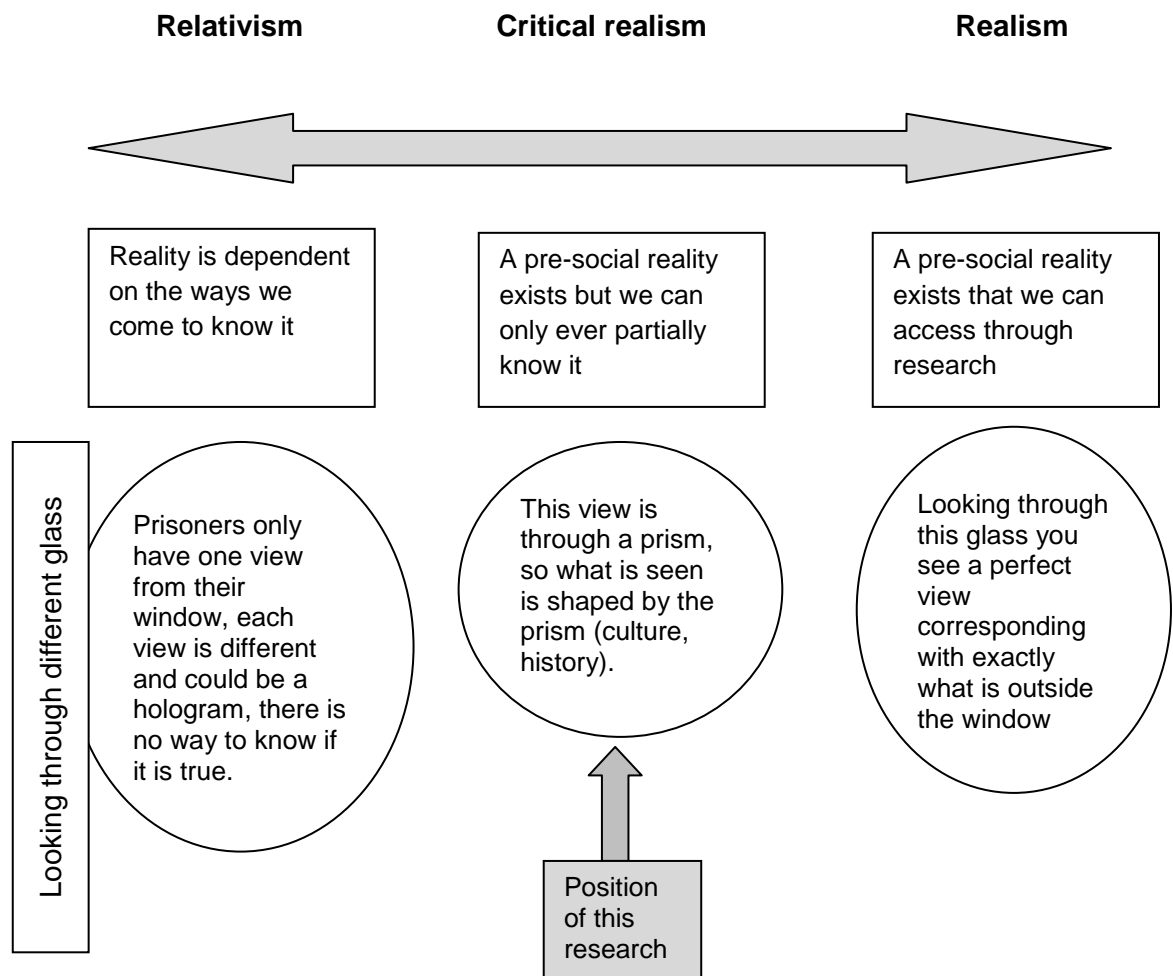 Relativism
Critical realism
Realism
Reality is dependent
on the ways we
come to know it
A pre-social reality
exists but we can
only ever partially
know it
A pre-social reality
exists that we can
access through
research
Looking through different glass
Prisoners only
have one view
from their
window, each
view is different
and could be a
hologram, there is
no way to know if
it is true.
This view is
through a prism,
so what is seen
is shaped by the
prism (culture,
history).
Looking through
this glass you
see a perfect
view
corresponding
with exactly
what is outside
the window
Position
of this
research